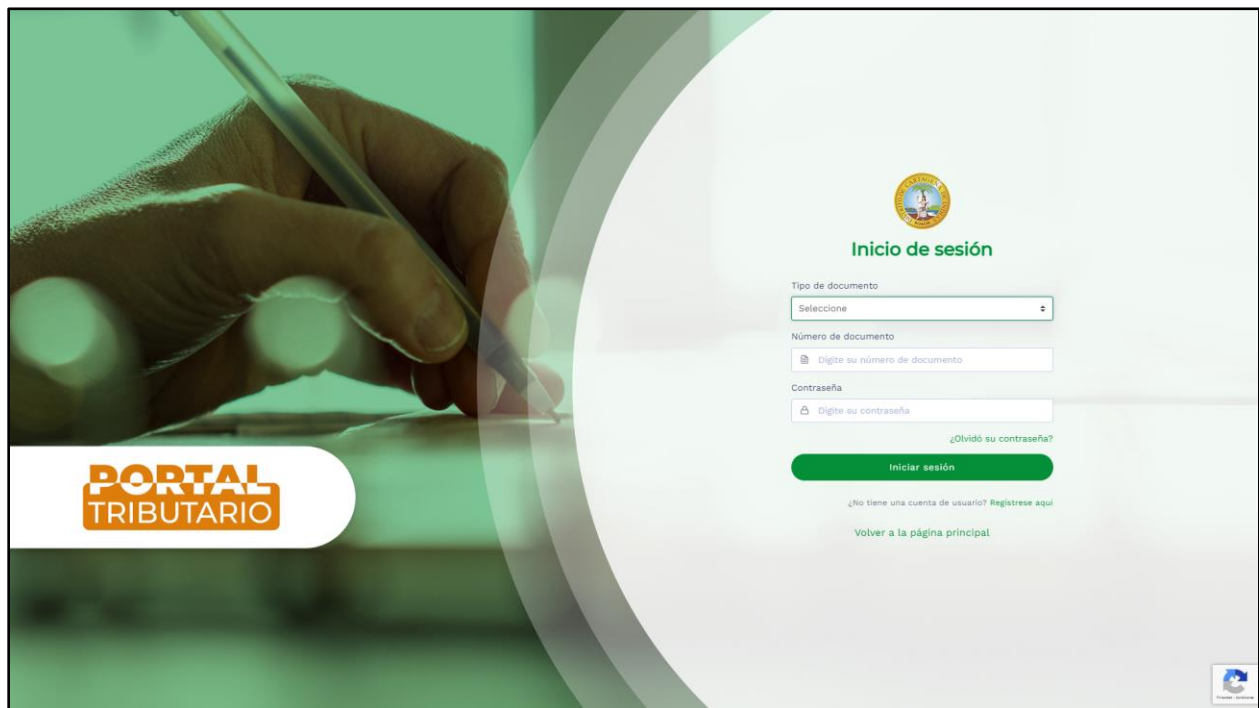 Inicio de sesión
Tipo de documento
Seleccione
Número de documento
Digite su número de documento
Contraseña
Digite su contraseña
¿Olvidó su contraseña?
Iniciar sesión
¿No tiene una cuenta de usuario? Registrese aquí
Volver a la página principal
PORTAL
TRIBUTARIO